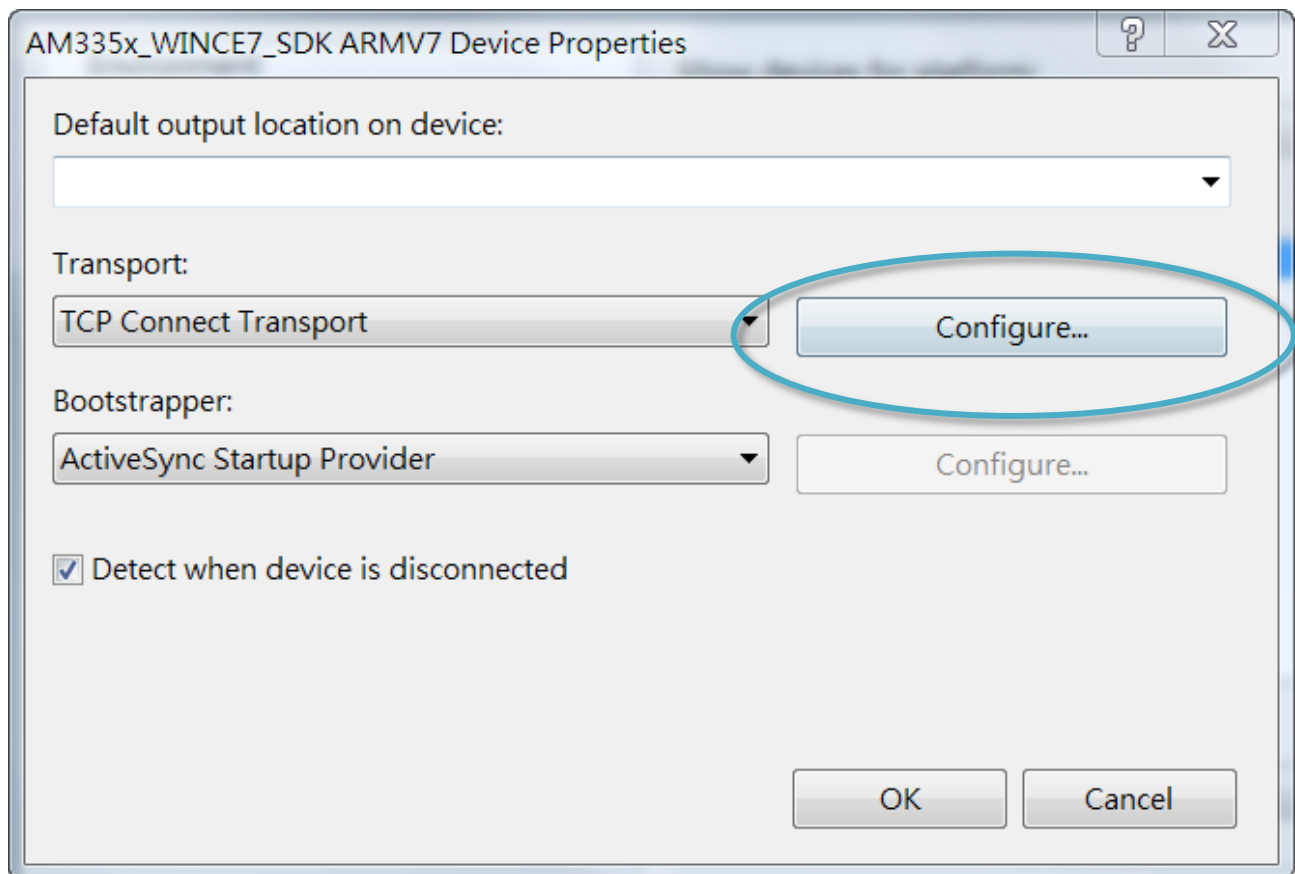 AM335x_WINCE7_SDK ARMV7 Device Properties
Default output location on device:
Transport:
TCP Connect Transport
Configure...
Bootstrapper:
ActiveSync Startup Provider
Configure...
Detect when device is disconnected
OK
Cancel